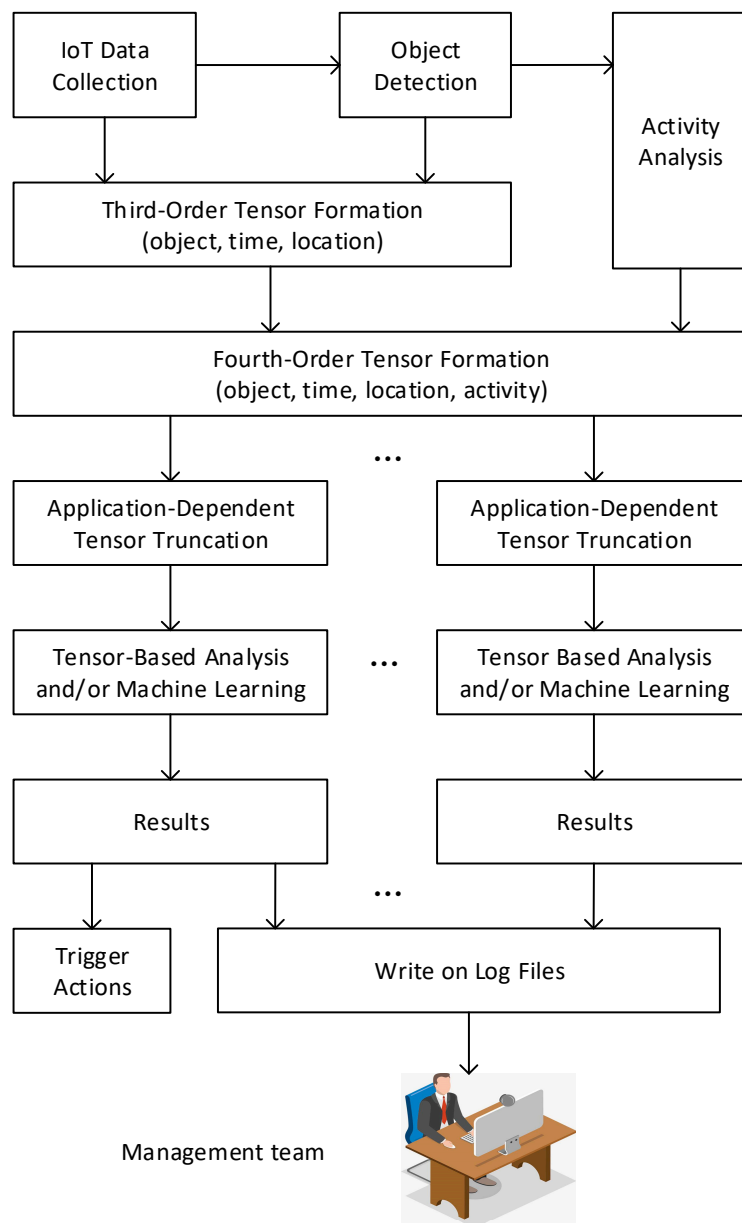 IoT Data
Collection
Object
Detection
Activity
Analysis
Third-Order Tensor Formation
(object, time, location)
Fourth-Order Tensor Formation
(object, time, location, activity)
...
Application-Dependent
Tensor Truncation
Application-Dependent
Tensor Truncation
Tensor-Based Analysis
and/or Machine Learning
...
Tensor Based Analysis
and/or Machine Learning
Results
Results
...
Trigger
Actions
Write on Log Files
Management team